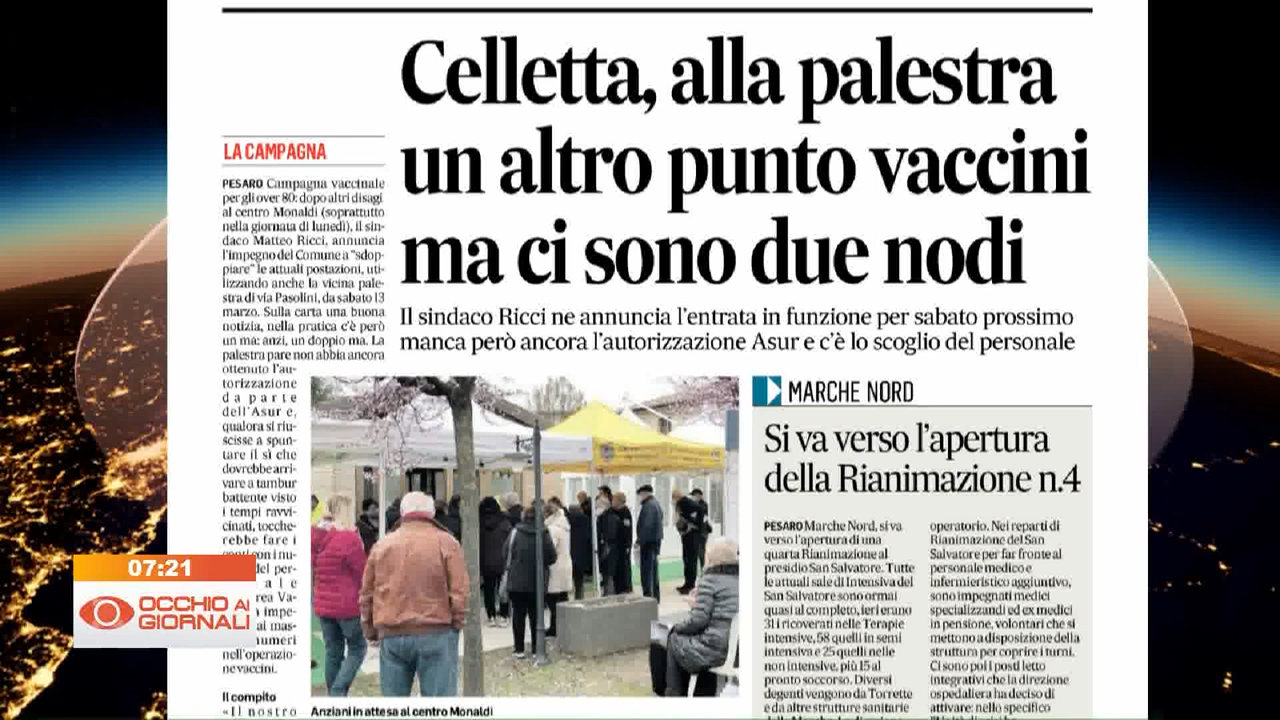 Celletta, alla palestra
un altro punto vaccini
ma ci sono due nodi
Il sindaco Ricci ne annuncia l'entrata in funzione per sabato prossimo
manca però ancora l'autorizzazione Asur e c'è lo scoglio del personale
LA CAMPAGNA
PESARO Campagna vaccinale
per gli over 80: dopo altri disagi
al centro Monaldi (soprattutto
nella giornata di lunedì), il sin-
daco Matteo Ricci, annuncia
l'impegno del Comune a "sdop-
piare" le attuali postazioni, uti-
lizzando anche la vicina pale-
stra di via Pasolini, da sabato 13
marzo. Sulla carta una buona
notizia, nella pratica c'è però
un ma: anzi, un doppio ma. La
palestra pare non abbia ancora
ottenuto l'au-
torizzazione
da parte
dell'Asur e,
qualora si riu-
scisse a spun-
tare il sì che
dovrebbe arri-
vare a tambur
battente visto
i tempi ravvi-
cinati, tocche-
rebbe fare i
con i nu-
del per-
ale
rea Va-
impe-
al mas-
numeri
nell'operazio-
ne vaccini.
Il compito
«Il nostro
Anziani in attesa al centro Monaldi
MARCHE NORD
Si va verso l'apertura
della Rianimazione n.4
PESARO Marche Nord, si va
verso l'apertura di una
quarta Rianimazione al
presidio San Salvatore. Tutte
le attuali sale di Intensiva del
San Salvatore sono ormai
quasi al completo, ieri erano
31 i ricoverati nelle Terapie
intensive, 58 quelli in semi
intensiva e 25 quelli nelle
non intensive, più 15 al
pronto soccorso. Diversi
degenti vengono da Torrette
e da altre strutture sanitarie
operatorio. Nei reparti di
Rianimazione del San
Salvatore per far fronte al
personale medico e
infermieristico aggiuntivo,
sono impegnati medici
specializzandi ed ex medici
in pensione, volontari che si
mettono a disposizione della
struttura per coprire i turni.
Ci sono poi i posti letto
integrativi che la direzione
ospedaliera ha deciso di
attivare: nello specifico
07:21
OCCHIO AI
GIORNALI